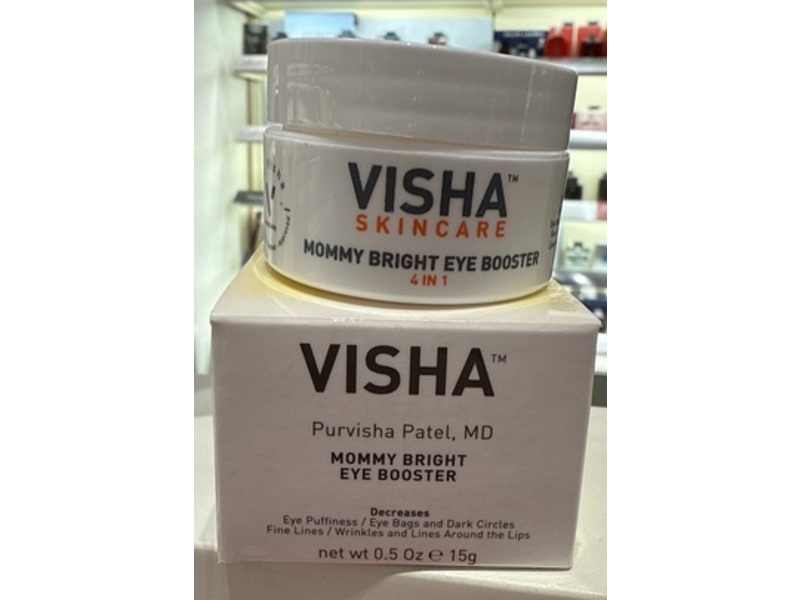 VISHA™
SKINCARE
MOMMY BRIGHT EYE BOOSTER
4 IN 1
VISHA™
Purvisha Patel, MD
MOMMY BRIGHT
EYE BOOSTER
Decreases
Eye Puffiness / Eye Bags and Dark Circles
Fine Lines / Wrinkles and Lines Around the Lips
net wt 0.5 Oz ℮ 15g